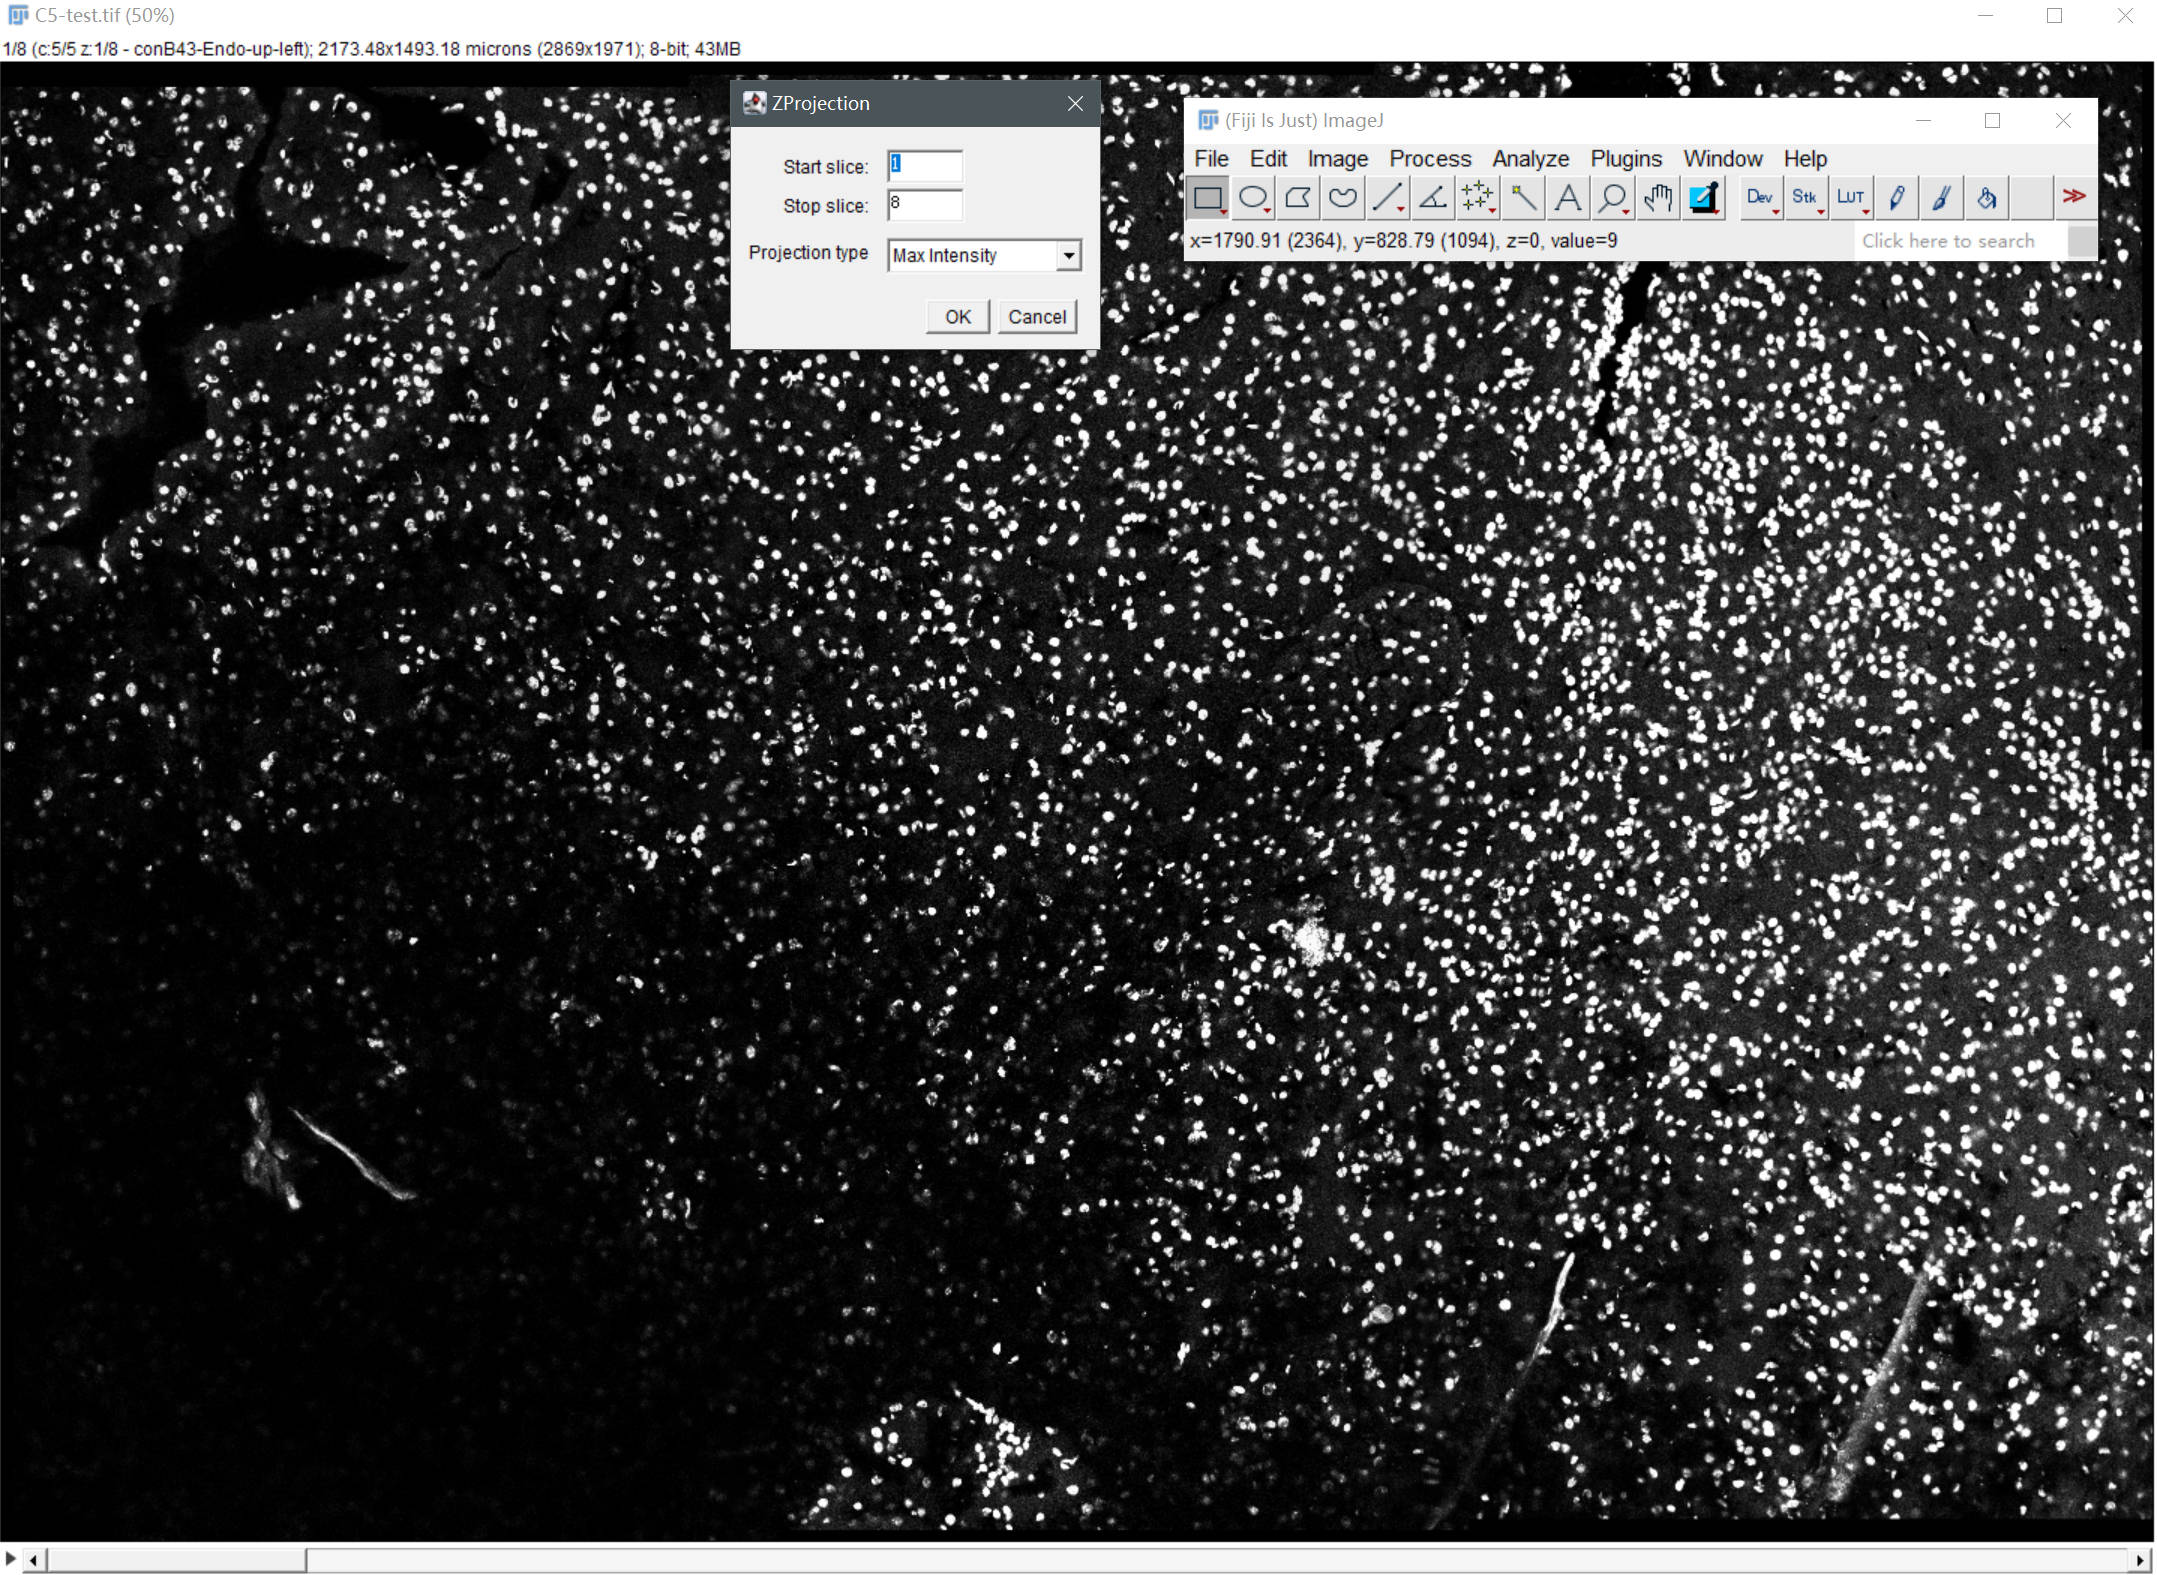 C5-test.tif (50%)
1/8 (c:5/5 z:1/8 - conB43-Endo-up-left); 2173.48x1493.18 microns (2869x1971); 8-bit; 43MB
ZProjection
Start slice: 1
Stop slice: 8
Projection type Max Intensity
OK Cancel
(Fiji Is Just) ImageJ
File Edit Image Process Analyze Plugins Window Help
A Dev Stk LUT >>
x=1790.91 (2364), y=828.79 (1094), z=0, value=9
Click here to search